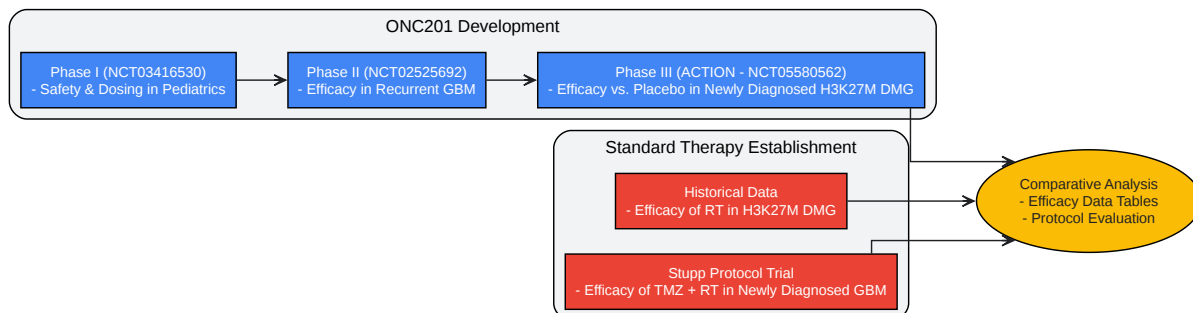 ONC201 Development
Phase I (NCT03416530)
- Safety & Dosing in Pediatrics
Phase II (NCT02525692)
- Efficacy in Recurrent GBM
Phase III (ACTION - NCT05580562)
- Efficacy vs. Placebo in Newly Diagnosed H3K27M DMG
Standard Therapy Establishment
Historical Data
- Efficacy of RT in H3K27M DMG
Stupp Protocol Trial
- Efficacy of TMZ + RT in Newly Diagnosed GBM
Comparative Analysis
- Efficacy Data Tables
- Protocol Evaluation